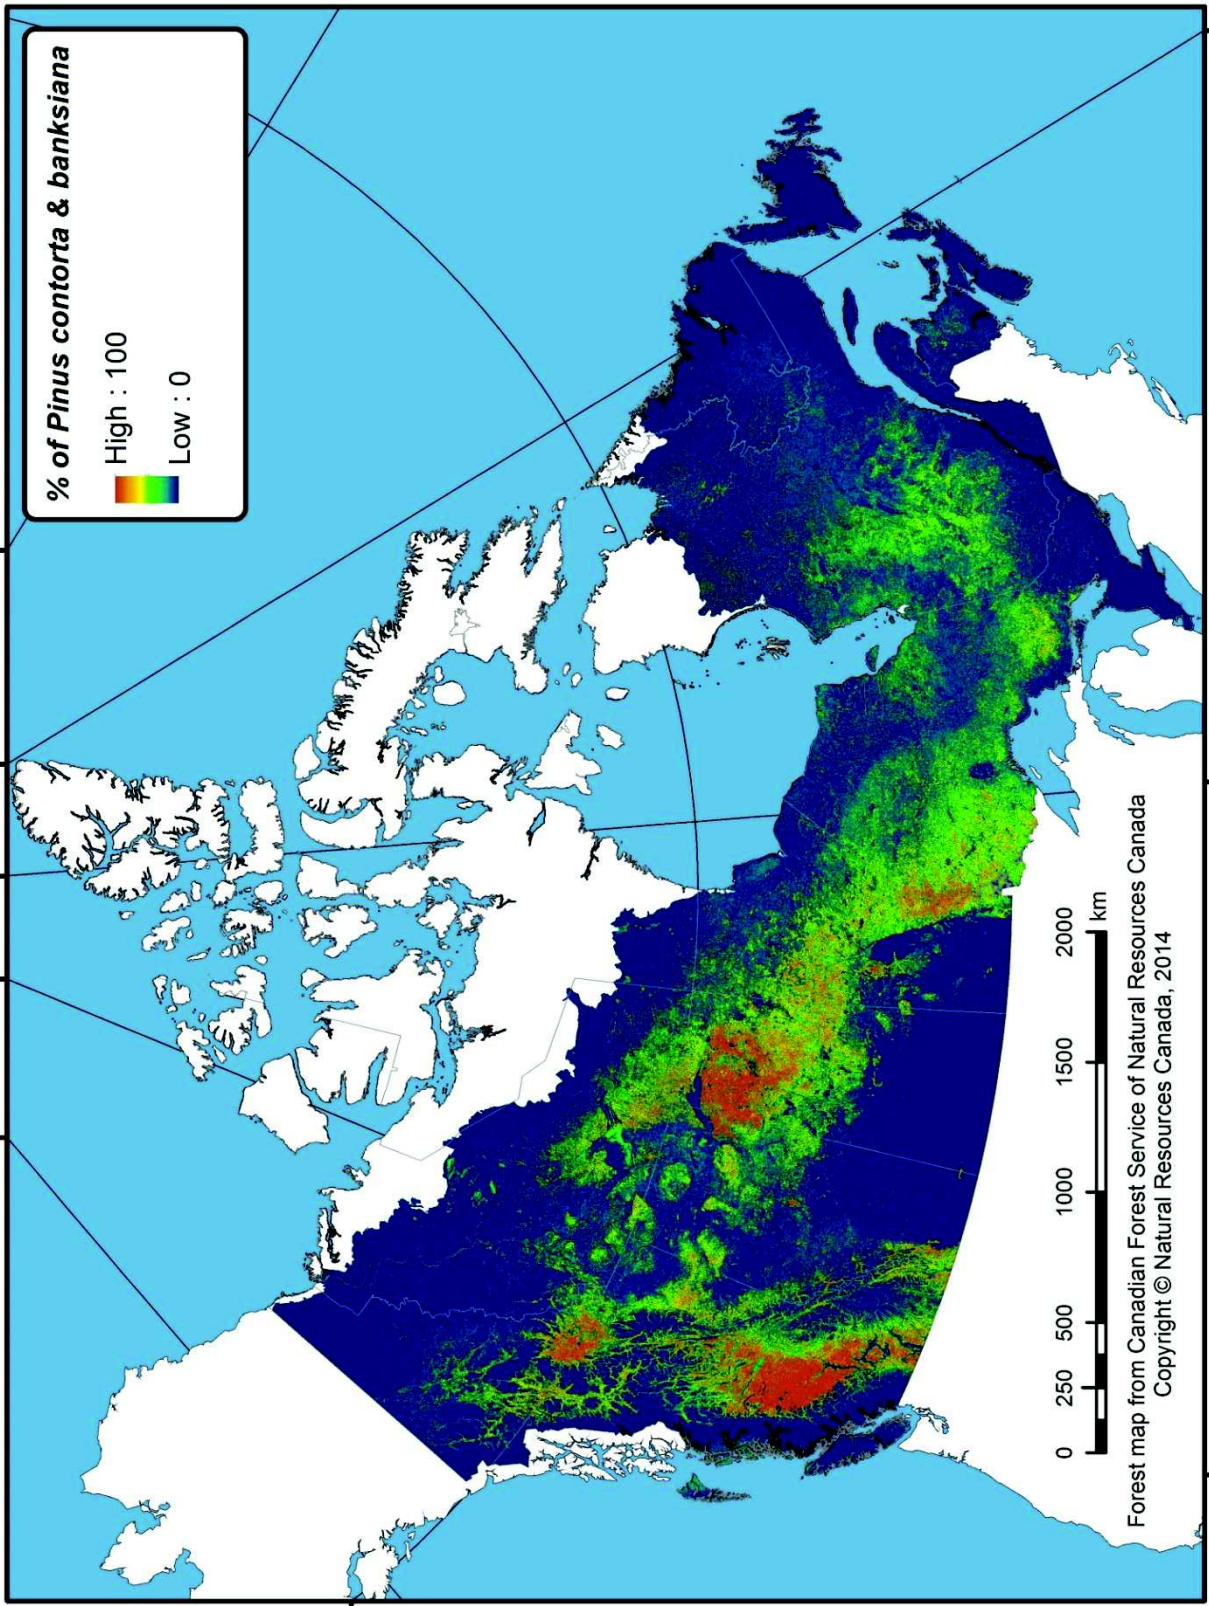 % of Pinus contorta & banksiana
High : 100
Low : 0
0 250 500 1000 1500 2000
km
Forest map from Canadian Forest Service of Natural Resources Canada
Copyright © Natural Resources Canada, 2014